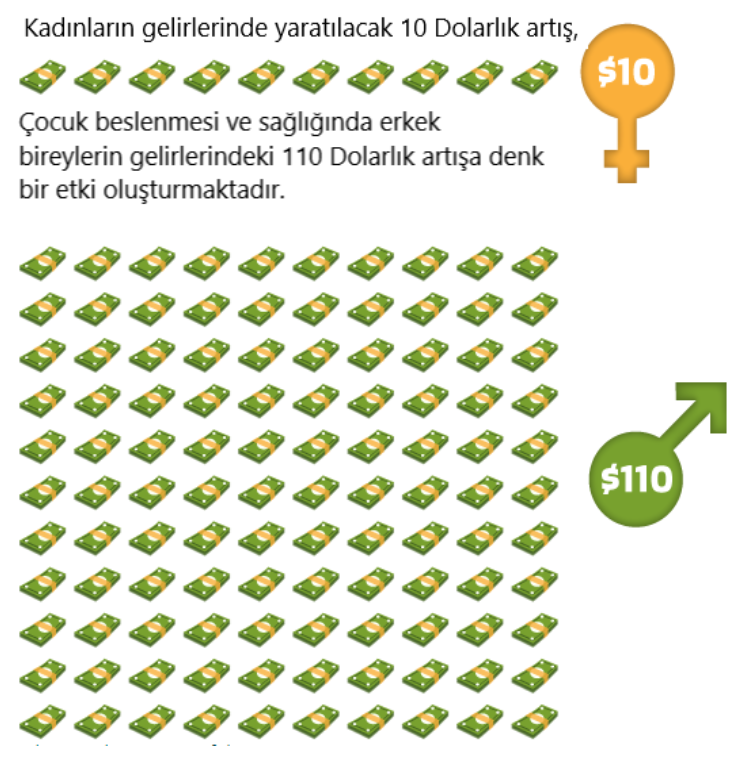 Kadınların gelirlerinde yaratılacak 10 Dolarlık artış,
$10
Çocuk beslenmesi ve sağlığında erkek
bireylerin gelirlerindeki 110 Dolarlık artışa denk
bir etki oluşturmaktadır.
$110